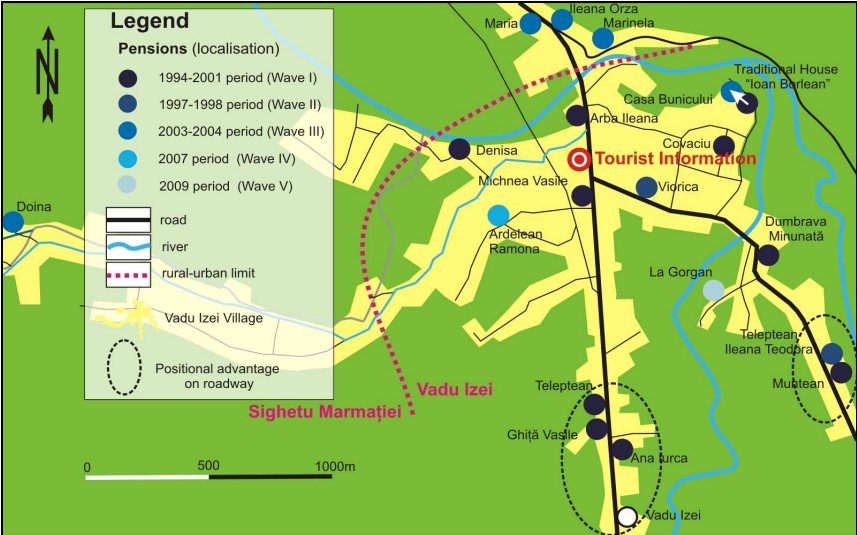 Legend
Pensions (localisation)
1994-2001 period (Wave I)
1997-1998 period (Wave II)
2003-2004 period (Wave III)
2007 period (Wave IV)
2009 period (Wave V)
road
river
rural-urban limit
Vadu Izei Village
Positional advantage
on roadway
N
0
500
1000m
Ileana Orza
Maria
Marinela
Traditional House
"Ioan Borlean"
Casa Bunicului
Arba Ileana
Covaciu
Denisa
Tourist Information
Michnea Vasile
Viorica
Doina
Ardelean
Ramona
Dumbrava
Minunată
La Gorgan
Teleptean
Ileana Teodora
Muntean
Vadu Izei
Sighetu Marmației
Teleptean
Ghiță Vasile
Ana Iurca
Vadu Izei